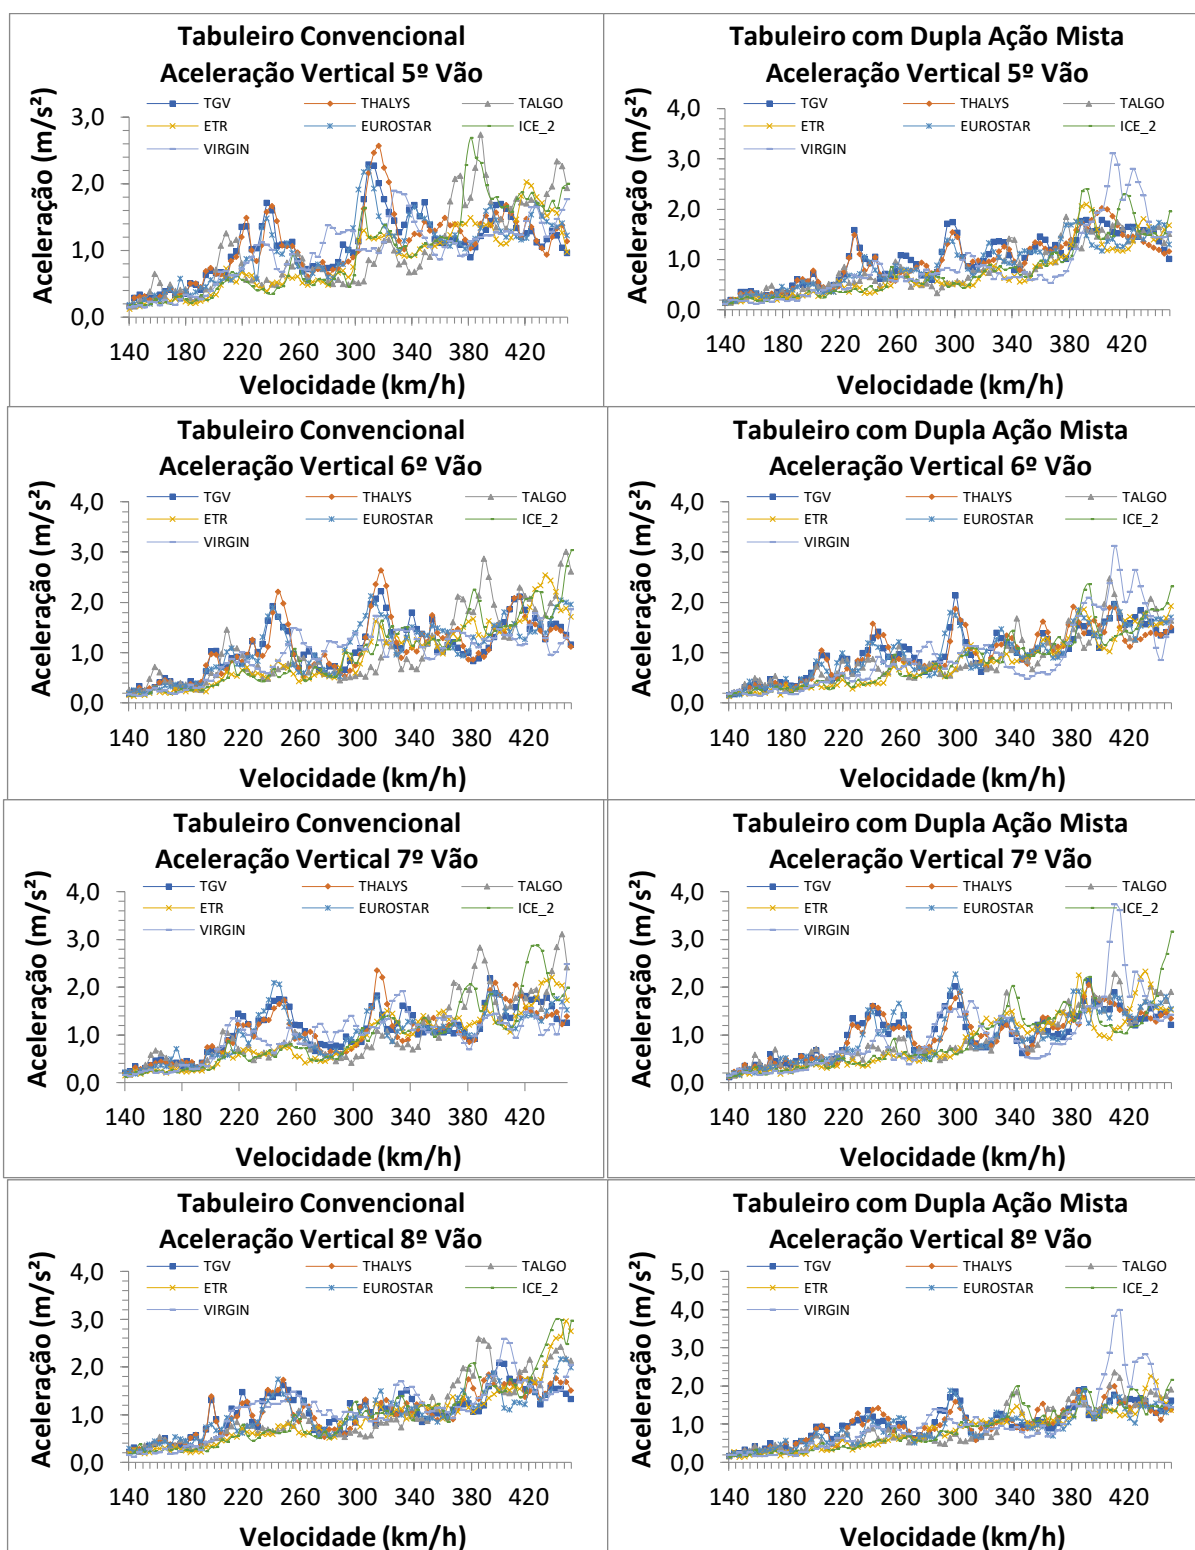 Tabuleiro Convencional
Aceleração Vertical 5º Vão
TGV THALYS TALGO
ETR EUROSTAR ICE_2
VIRGIN
3,0
2,0
1,0
0,0
140 180 220 260 300 340 380 420
Aceleração (m/s²)
Velocidade (km/h)
Tabuleiro com Dupla Ação Mista
Aceleração Vertical 5º Vão
TGV THALYS TALGO
ETR EUROSTAR ICE_2
VIRGIN
4,0
3,0
2,0
1,0
0,0
140 180 220 260 300 340 380 420
Aceleração (m/s²)
Velocidade (km/h)
Tabuleiro Convencional
Aceleração Vertical 6º Vão
TGV THALYS TALGO
ETR EUROSTAR ICE_2
VIRGIN
4,0
3,0
2,0
1,0
0,0
140 180 220 260 300 340 380 420
Aceleração (m/s²)
Velocidade (km/h)
Tabuleiro com Dupla Ação Mista
Aceleração Vertical 6º Vão
TGV THALYS TALGO
ETR EUROSTAR ICE_2
VIRGIN
4,0
3,0
2,0
1,0
0,0
140 180 220 260 300 340 380 420
Aceleração (m/s²)
Velocidade (km/h)
Tabuleiro Convencional
Aceleração Vertical 7º Vão
TGV THALYS TALGO
ETR EUROSTAR ICE_2
VIRGIN
4,0
3,0
2,0
1,0
0,0
140 180 220 260 300 340 380 420
Aceleração (m/s²)
Velocidade (km/h)
Tabuleiro com Dupla Ação Mista
Aceleração Vertical 7º Vão
TGV THALYS TALGO
ETR EUROSTAR ICE_2
VIRGIN
4,0
3,0
2,0
1,0
0,0
140 180 220 260 300 340 380 420
Aceleração (m/s²)
Velocidade (km/h)
Tabuleiro Convencional
Aceleração Vertical 8º Vão
TGV THALYS TALGO
ETR EUROSTAR ICE_2
VIRGIN
4,0
3,0
2,0
1,0
0,0
140 180 220 260 300 340 380 420
Aceleração (m/s²)
Velocidade (km/h)
Tabuleiro com Dupla Ação Mista
Aceleração Vertical 8º Vão
TGV THALYS TALGO
ETR EUROSTAR ICE_2
VIRGIN
5,0
4,0
3,0
2,0
1,0
0,0
140 180 220 260 300 340 380 420
Aceleração (m/s²)
Velocidade (km/h)